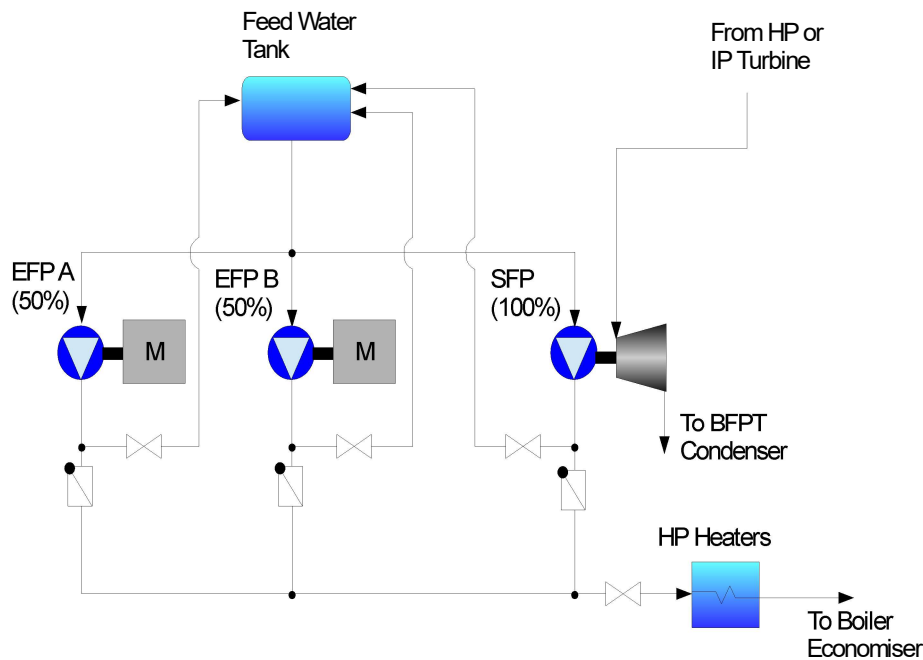 Feed Water
Tank
From HP or
IP Turbine
EFP A
(50%)
EFP B
(50%)
SFP
(100%)
M
M
To BFPT
Condenser
HP Heaters
To Boiler
Economiser